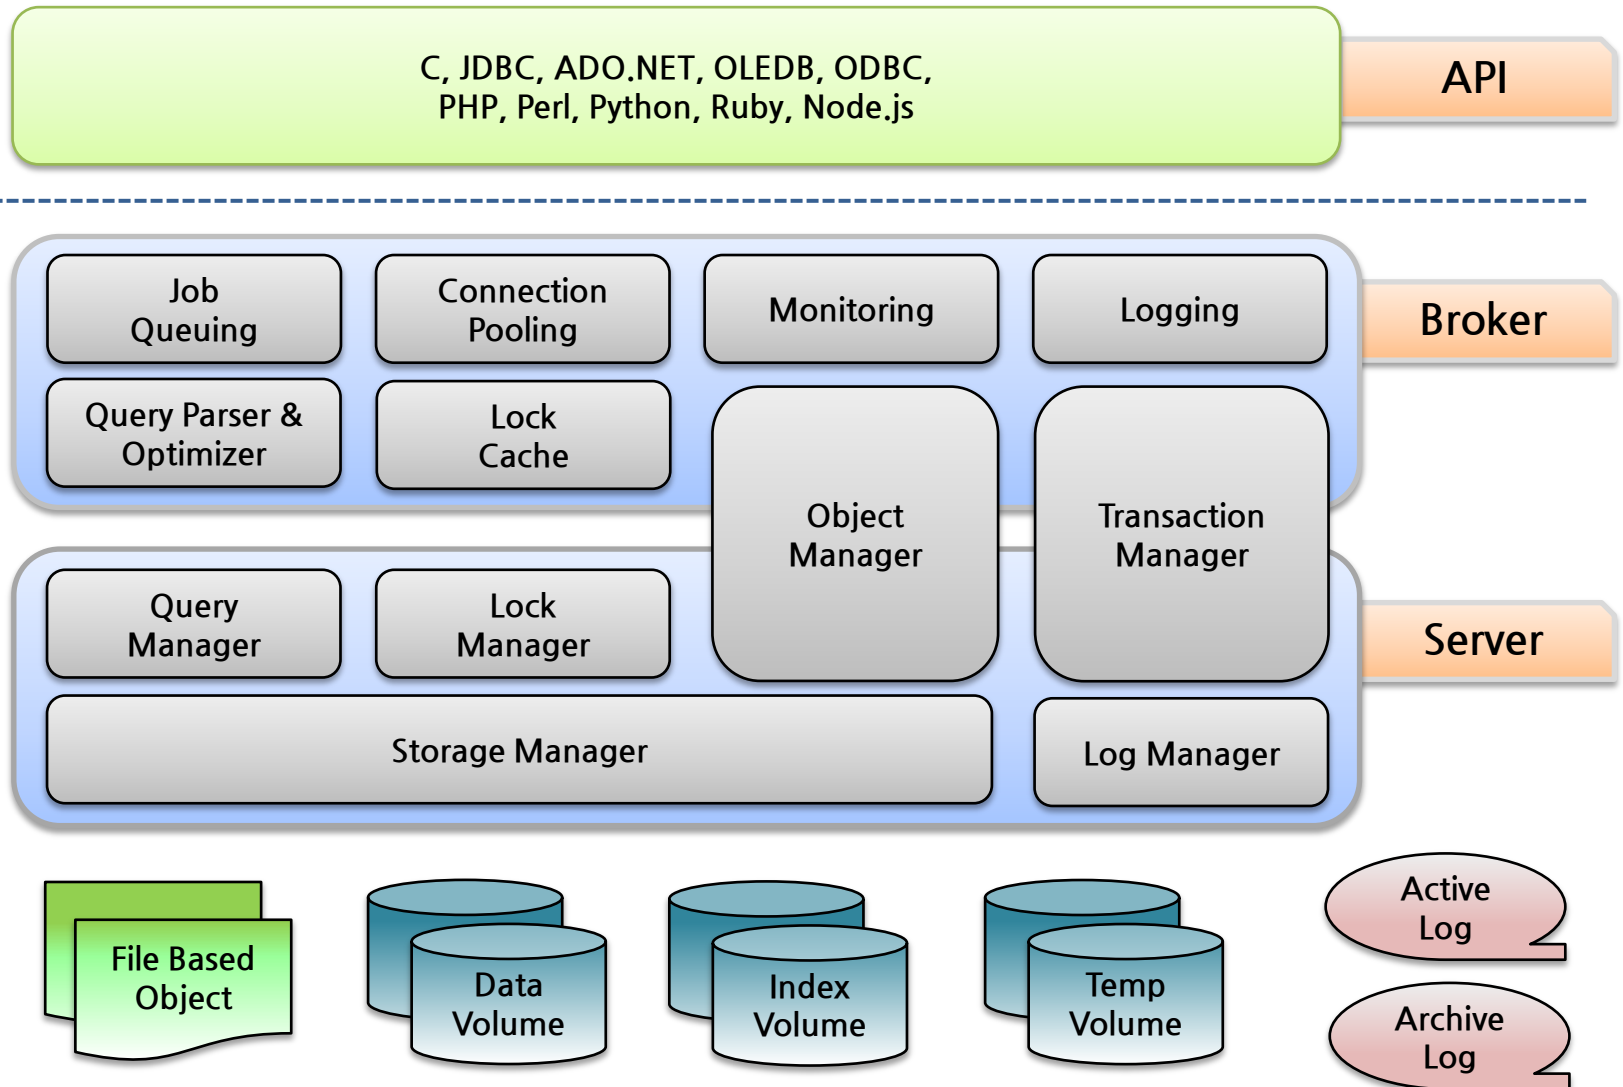 C, JDBC, ADO.NET, OLEDB, ODBC,
PHP, Perl, Python, Ruby, Node.js
API
Job
Queuing
Connection
Pooling
Monitoring
Logging
Broker
Query Parser &
Optimizer
Lock
Cache
Object
Manager
Transaction
Manager
Query
Manager
Lock
Manager
Server
Storage Manager
Log Manager
File Based
Object
Data
Volume
Index
Volume
Temp
Volume
Active
Log
Archive
Log